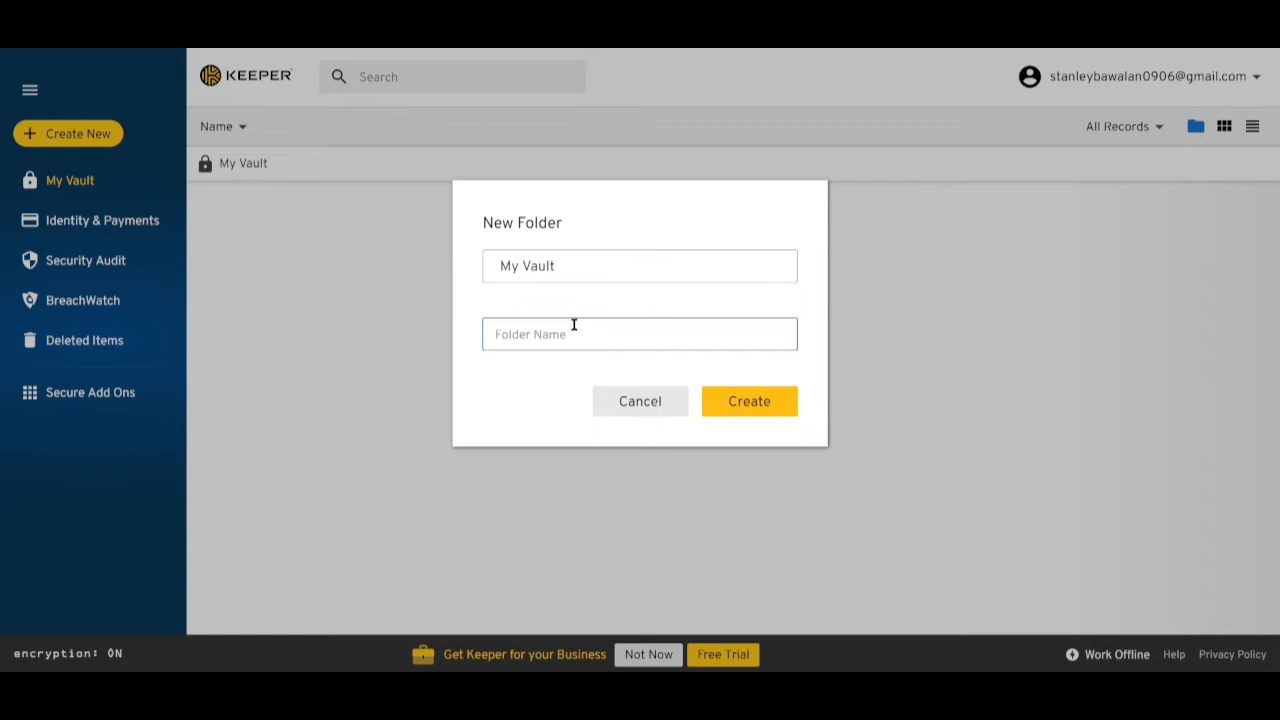 KEEPER
Search
stanleybawalan0906@gmail.com
Create New
Name
All Records
My Vault
My Vault
Identity & Payments
Security Audit
BreachWatch
Deleted Items
Secure Add Ons
New Folder
My Vault
Folder Name
Cancel
Create
encryption: ON
Get Keeper for your Business
Not Now
Free Trial
Work Offline
Help
Privacy Policy